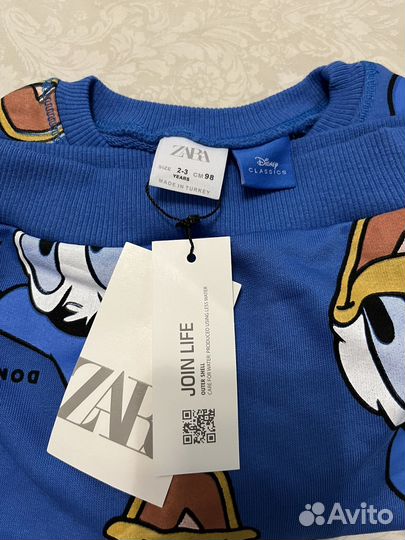 ZARA
SIZE 2-3 YEARS CM 98
MADE IN TURKEY
Disney
CLASSICS
JOIN LIFE
OUTER SHELL
CARE FOR WATER: PRODUCED USING LESS WATER
ZARA
DON
Avito